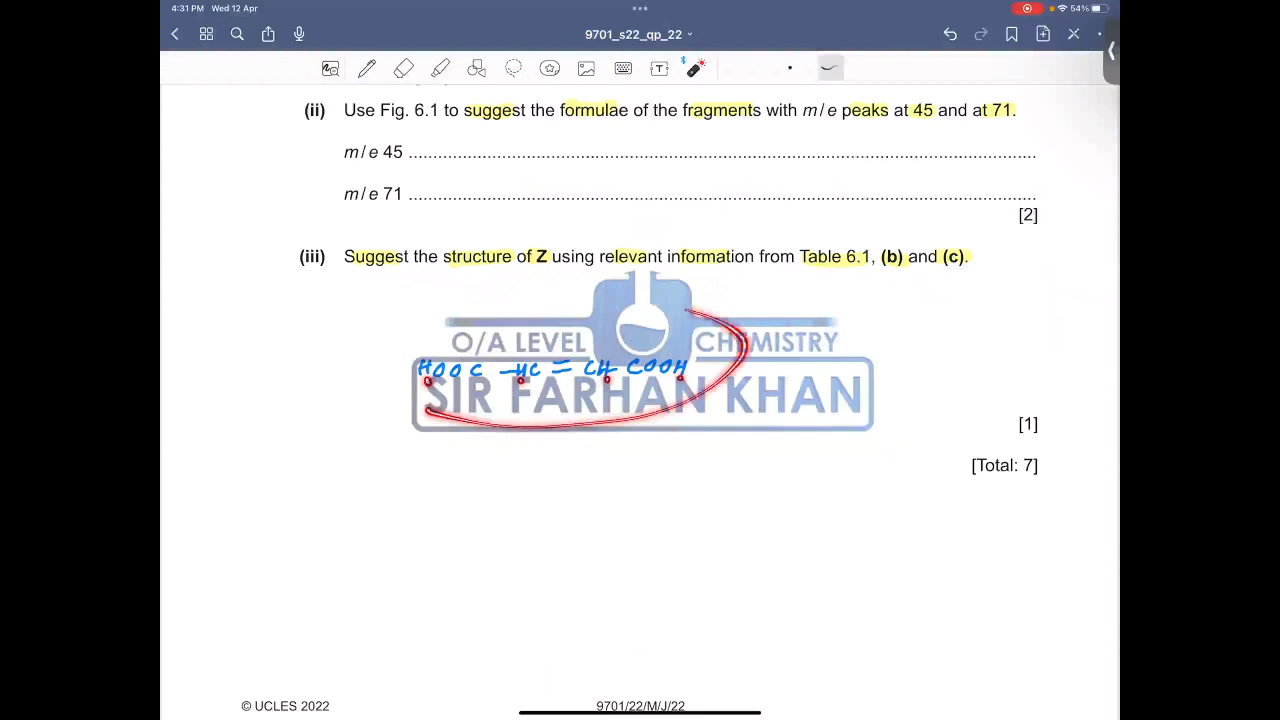 4:31 PM Wed 12 Apr
54%
9701_s22_qp_22
(ii) Use Fig. 6.1 to suggest the formulae of the fragments with m / e peaks at 45 and at 71.
m / e 45 ........................................................................
m / e 71 ........................................................................
[2]
(iii) Suggest the structure of Z using relevant information from Table 6.1, (b) and (c).
O/A LEVEL CHEMISTRY
HOOC –HC = CH COOH
SIR FARHAN KHAN
[1]
[Total: 7]
© UCLES 2022
9701/22/M/J/22